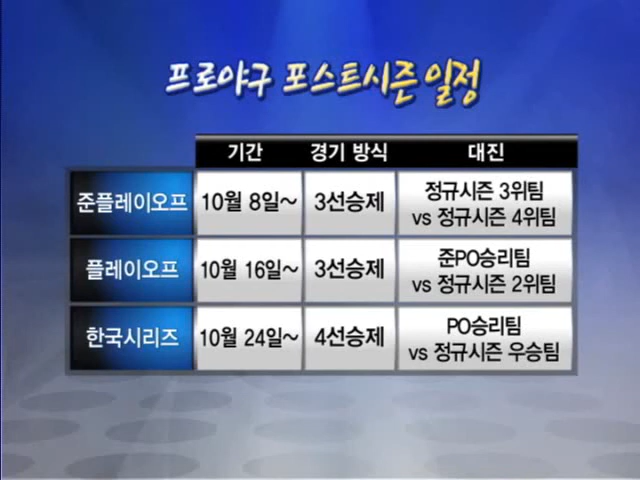 프로야구 포스트시즌 일정
기간 경기 방식 대진
준플레이오프 10월 8일~ 3선승제 정규시즌 3위팀
vs 정규시즌 4위팀
플레이오프 10월 16일~ 3선승제 준PO승리팀
vs 정규시즌 2위팀
한국시리즈 10월 24일~ 4선승제 PO승리팀
vs 정규시즌 우승팀